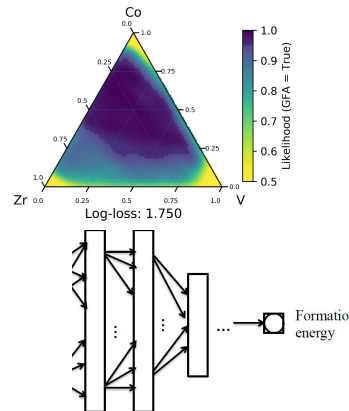 Co
0.0 1.0
0.25 0.75
0.5 0.5
0.75 0.25
1.0 0.0
Zr 0.0 0.25 0.50 0.75 1.0 V
Log-loss: 1.750
1.0
0.9
0.8
0.7
0.6
0.5
Likelihood (GFA = True)
...
...
...
Formatio
energy